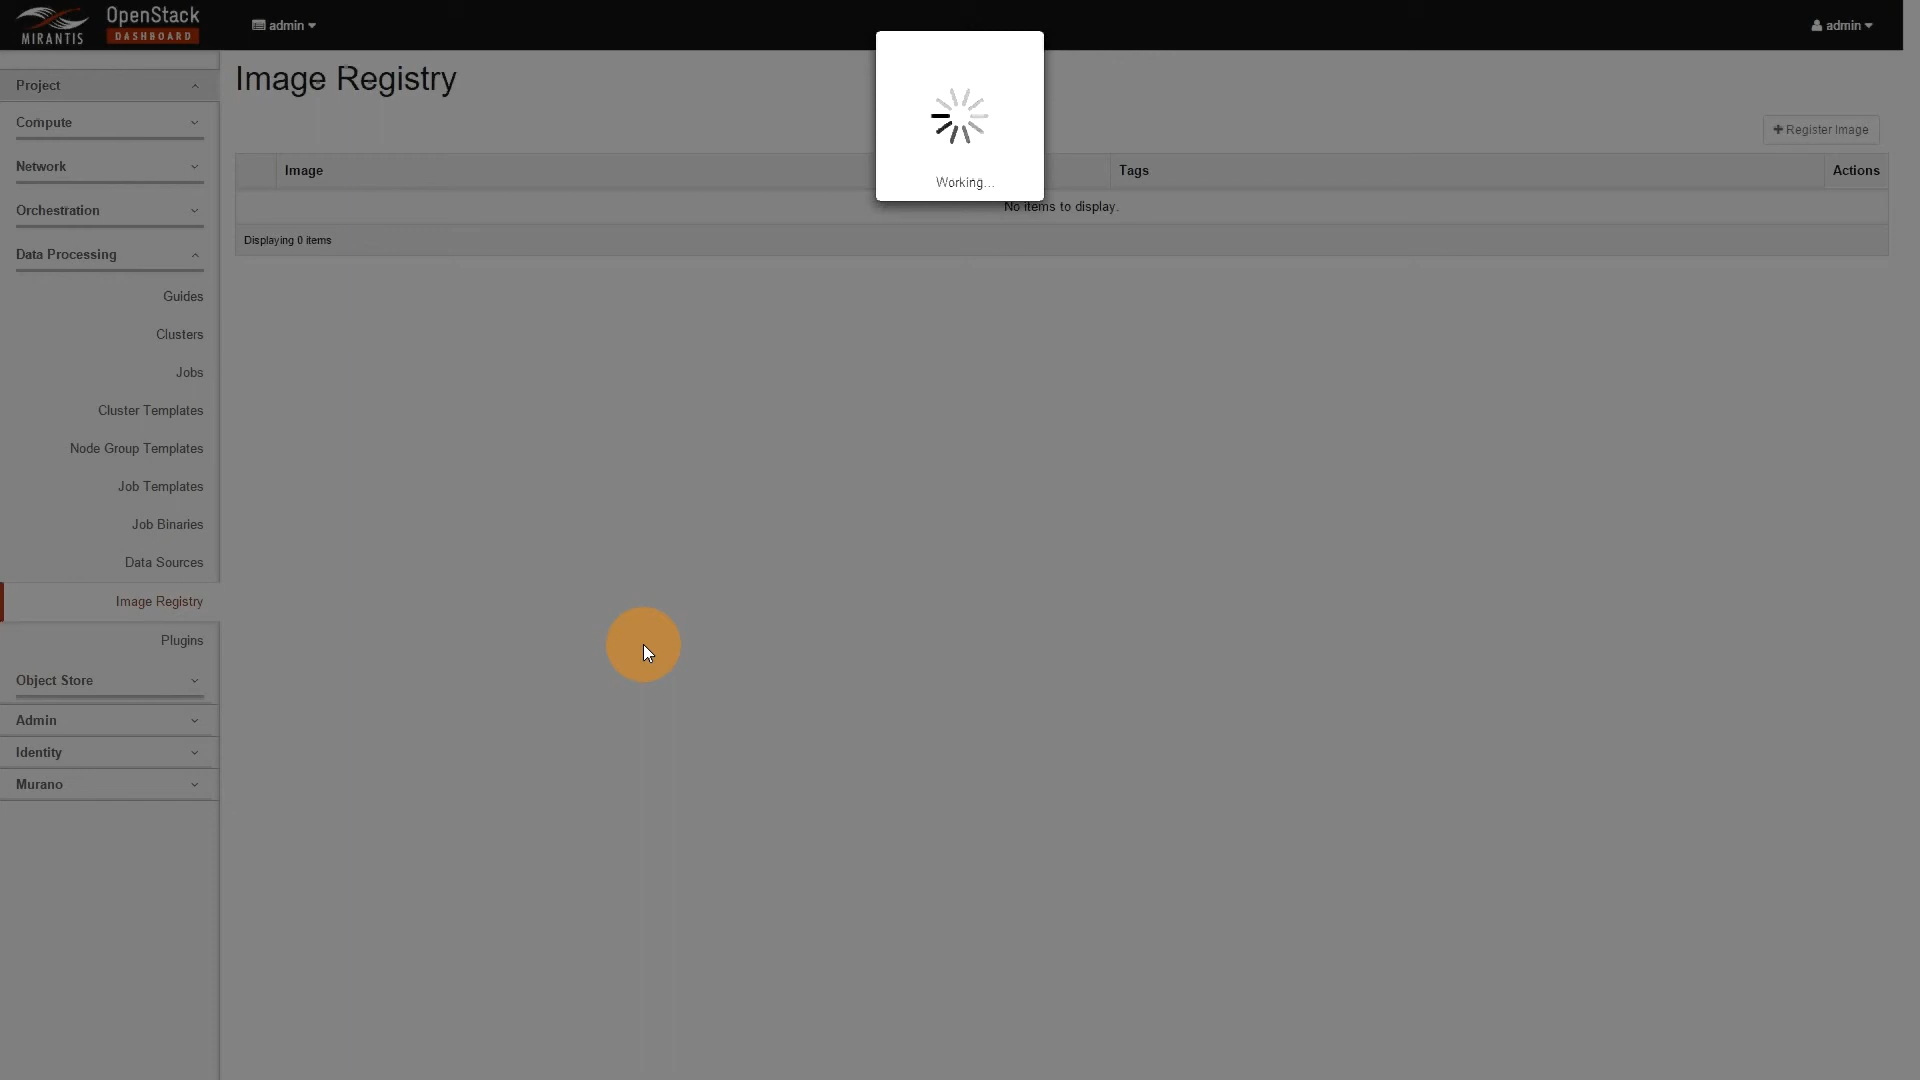 MIRANTIS
OpenStack
DASHBOARD
admin
admin
Project
Compute
Network
Orchestration
Data Processing
Guides
Clusters
Jobs
Cluster Templates
Node Group Templates
Job Templates
Job Binaries
Data Sources
Image Registry
Plugins
Object Store
Admin
Identity
Murano
Image Registry
Register Image
Image
Tags
Actions
No items to display.
Displaying 0 items
Working...